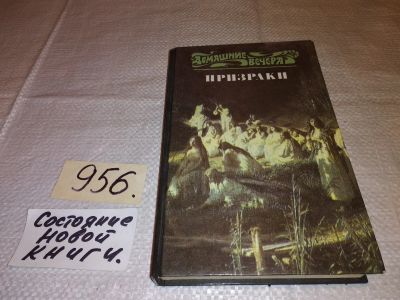 ДОМАШНИЕ ВЕЧЕРА
ПРИЗРАКИ
956.
Состояние
новой
книги.